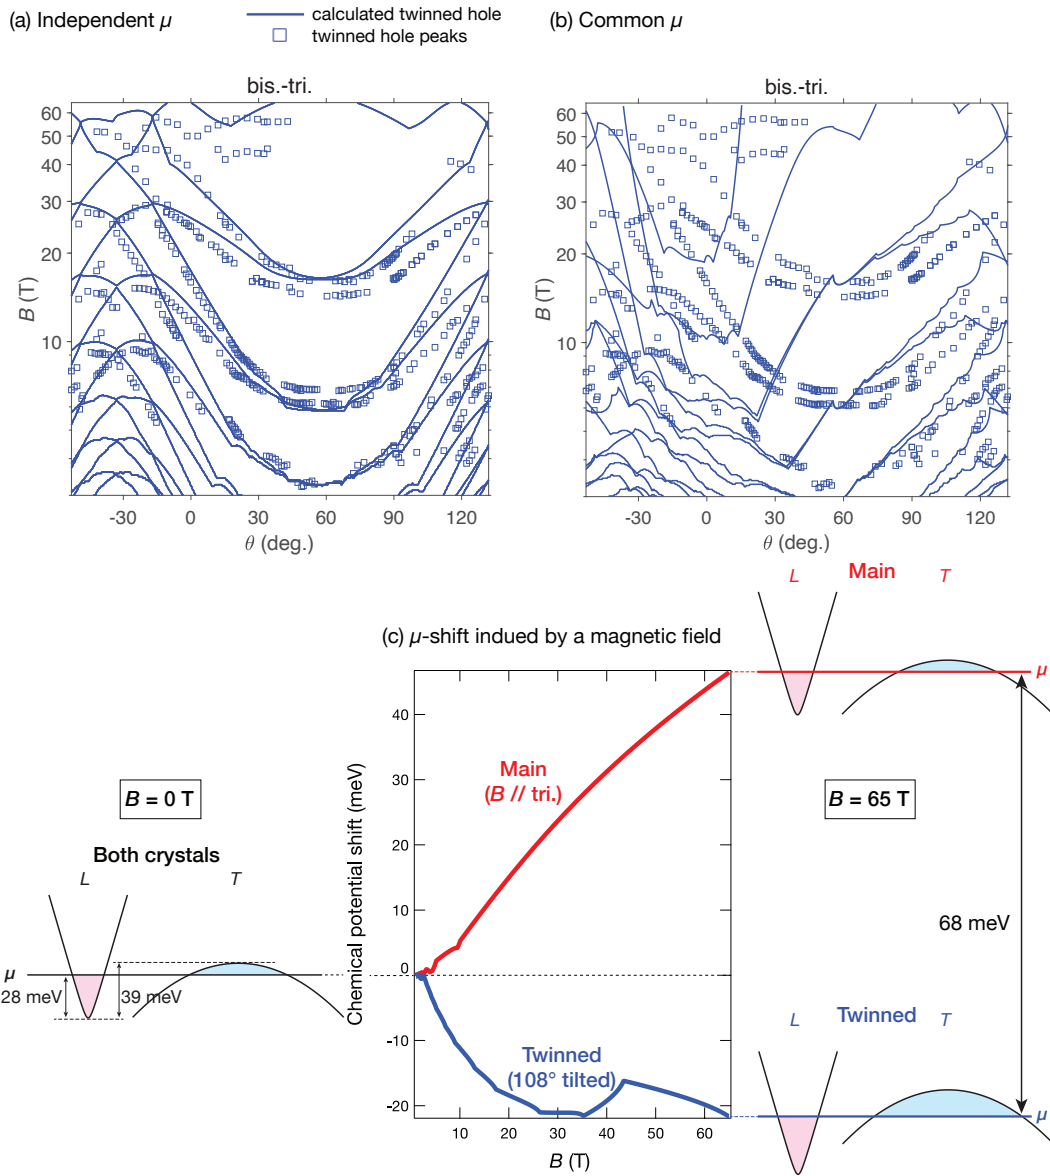 (a) Independent μ
calculated twinned hole
twinned hole peaks
(b) Common μ
bis.-tri.
60
50
40
30
20
10
B (T)
-30 0 30 60 90 120
θ (deg.)
bis.-tri.
60
50
40
30
20
10
B (T)
-30 0 30 60 90 120
θ (deg.)
(c) μ-shift indued by a magnetic field
L Main T
μ
B = 0 T
Both crystals
L T
μ
28 meV
39 meV
Chemical potential shift (meV)
40
30
20
10
0
-10
-20
Main
(B // tri.)
Twinned
(108° tilted)
10 20 30 40 50 60
B (T)
B = 65 T
68 meV
L Twinned T
μ